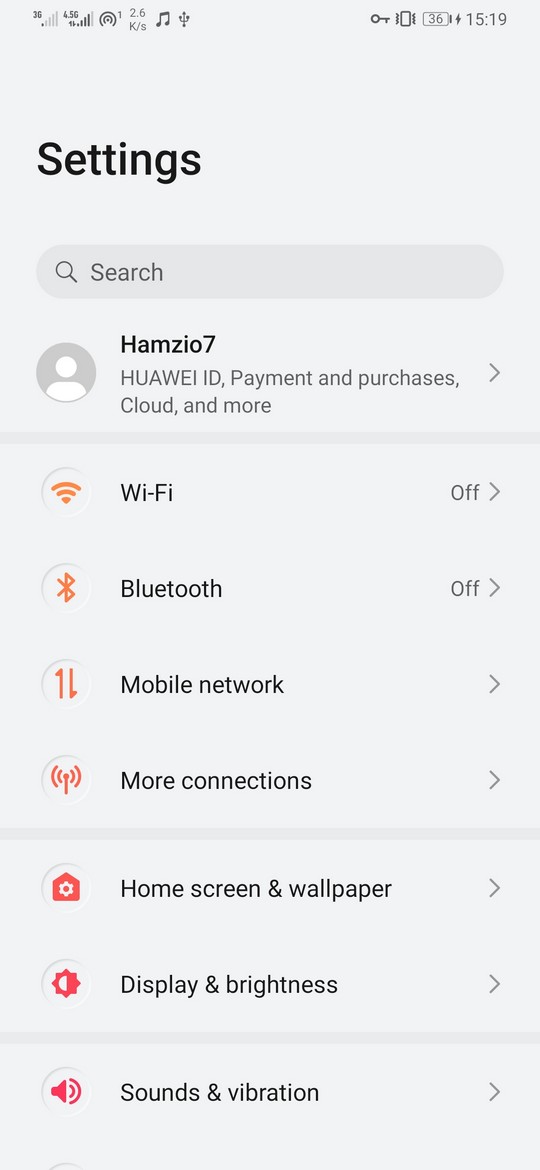 3G 4.5G 1 2.6 K/s 36 15:19
Settings
Search
Hamzio7
HUAWEI ID, Payment and purchases,
Cloud, and more
Wi-Fi Off
Bluetooth Off
Mobile network
More connections
Home screen & wallpaper
Display & brightness
Sounds & vibration